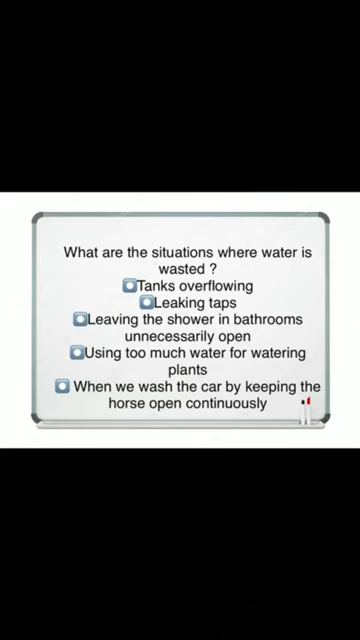 What are the situations where water is
wasted ?
Tanks overflowing
Leaking taps
Leaving the shower in bathrooms
unnecessarily open
Using too much water for watering
plants
When we wash the car by keeping the
horse open continuously